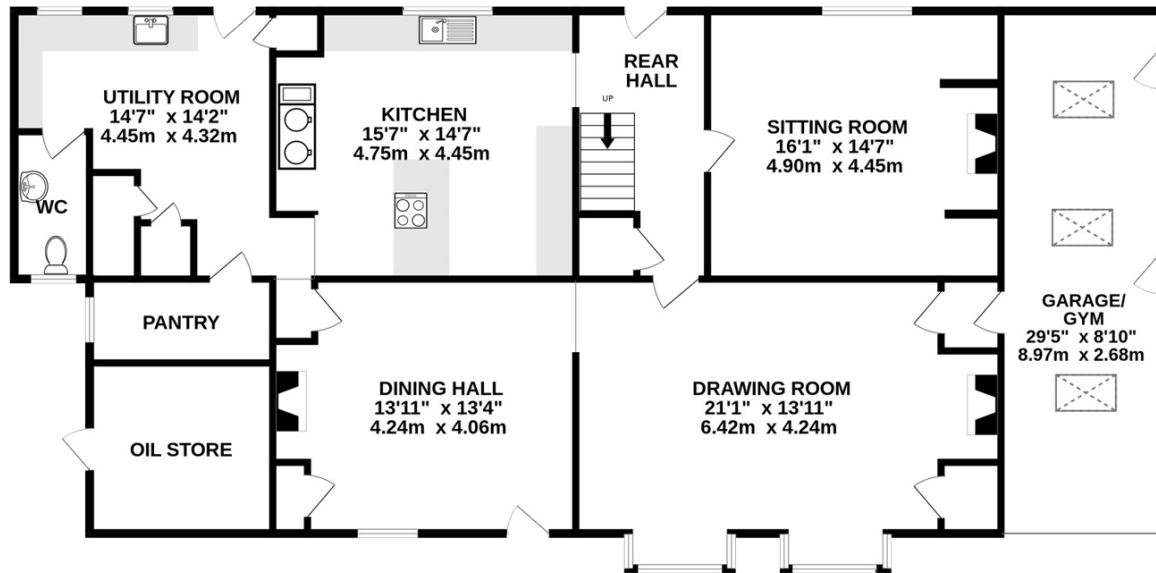 UTILITY ROOM
14'7" x 14'2"
4.45m x 4.32m
KITCHEN
15'7" x 14'7"
4.75m x 4.45m
REAR
HALL
UP
SITTING ROOM
16'1" x 14'7"
4.90m x 4.45m
WC
PANTRY
GARAGE/
GYM
29'5" x 8'10"
8.97m x 2.68m
DINING HALL
13'11" x 13'4"
4.24m x 4.06m
DRAWING ROOM
21'1" x 13'11"
6.42m x 4.24m
OIL STORE